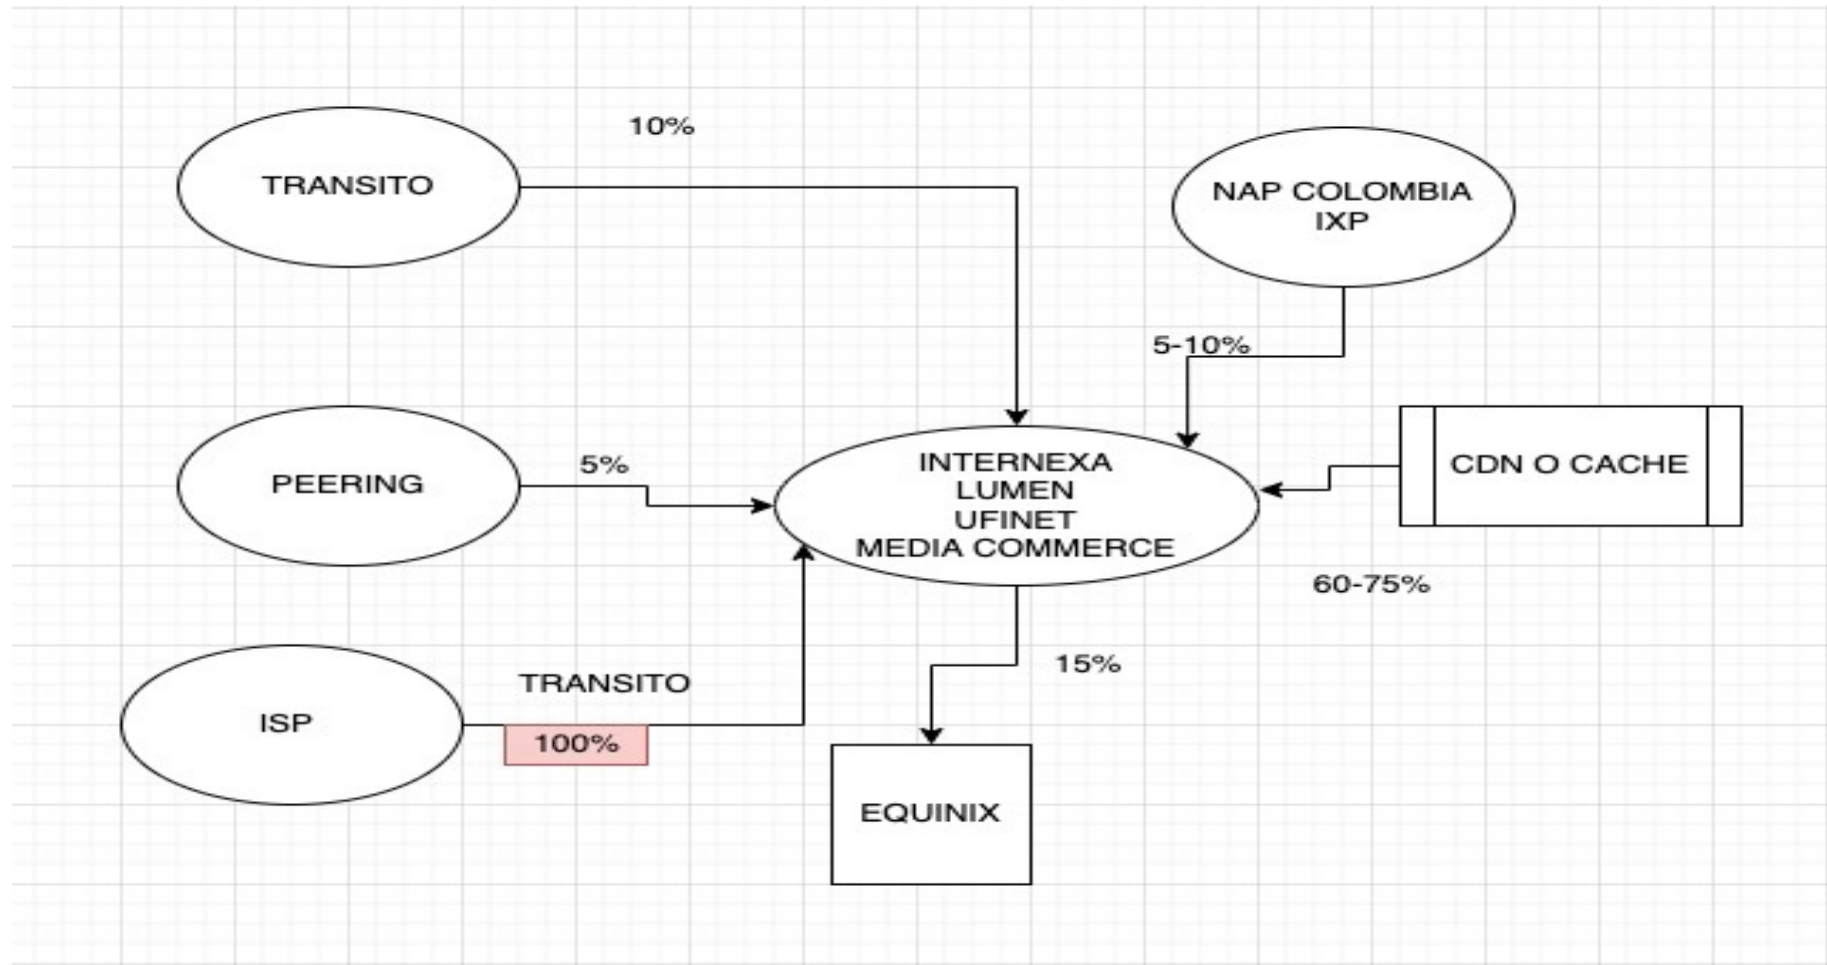 10%
TRANSITO
NAP COLOMBIA
IXP
5-10%
PEERING
5%
INTERNEXA
LUMEN
UFINET
MEDIA COMMERCE
CDN O CACHE
60-75%
15%
TRANSITO
ISP
100%
EQUINIX